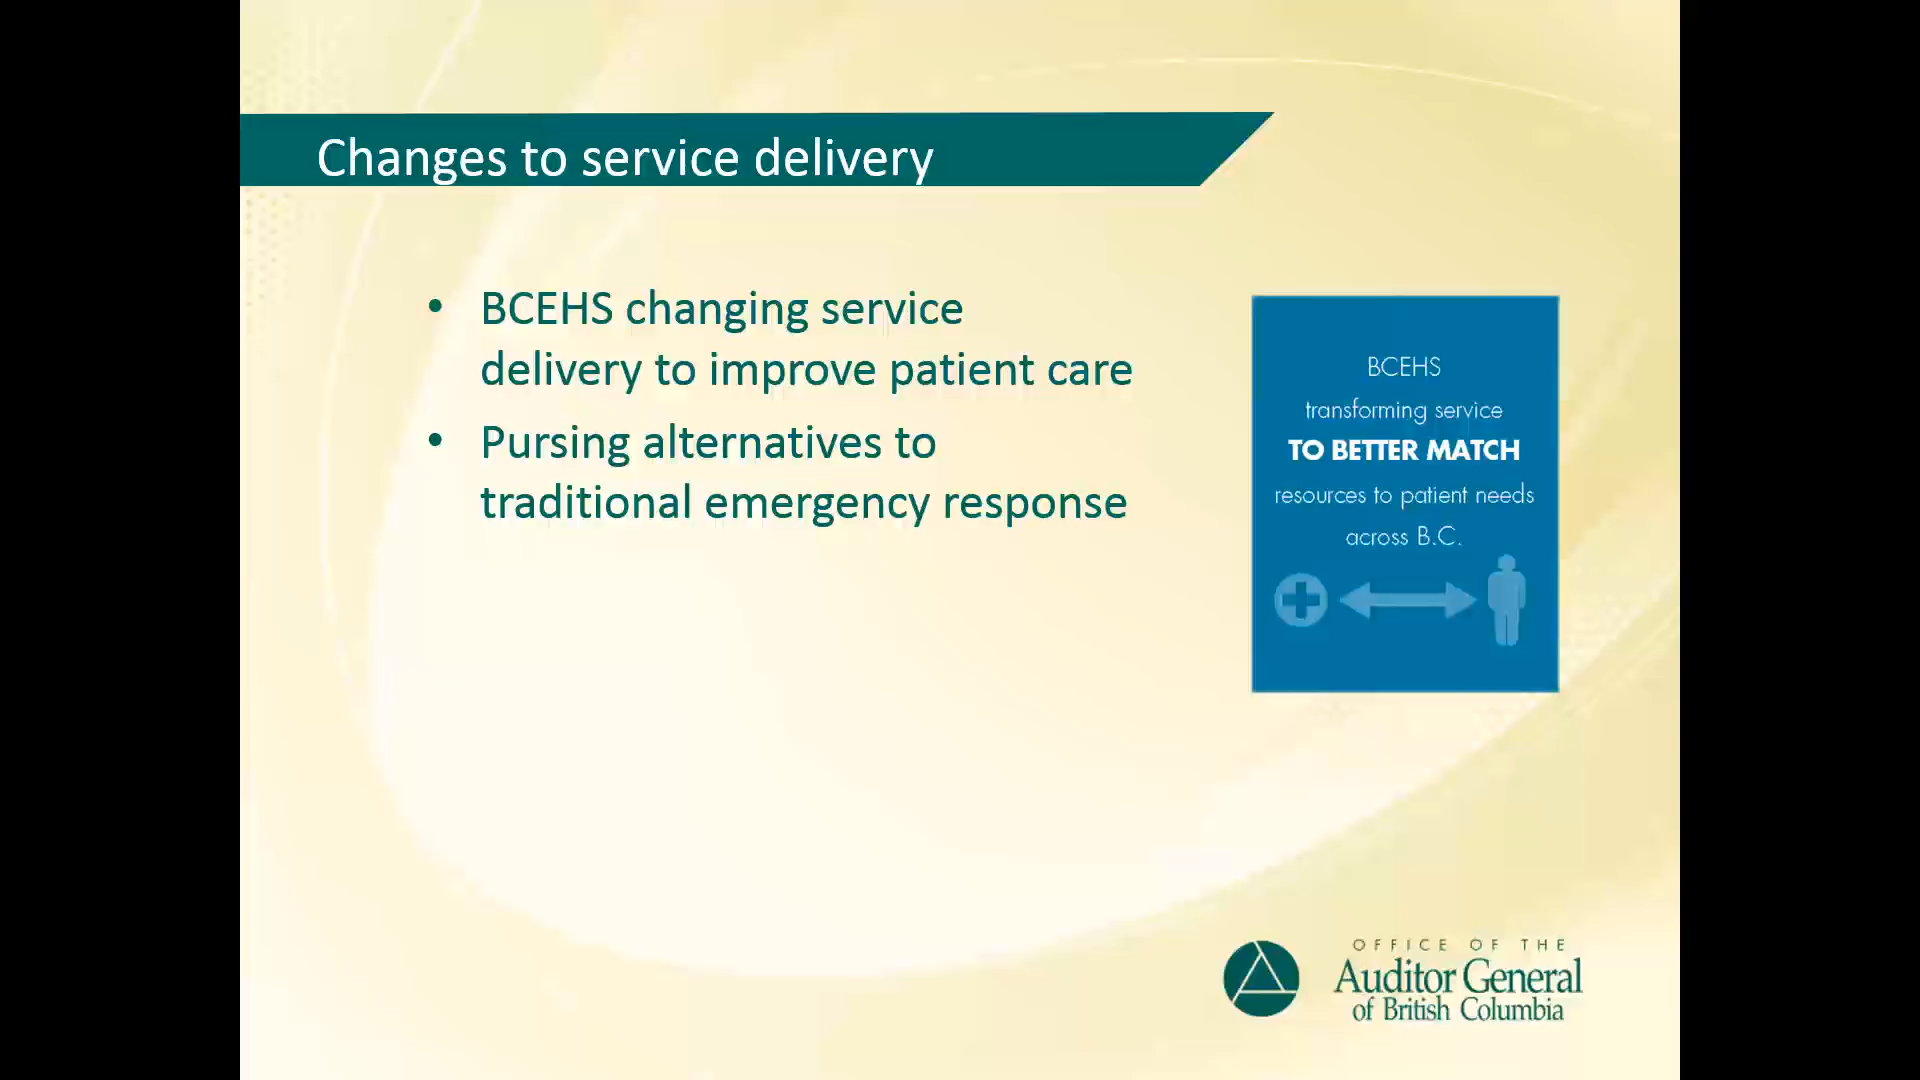 Changes to service delivery
• BCEHS changing service
delivery to improve patient care
• Pursing alternatives to
traditional emergency response
BCEHS
transforming service
TO BETTER MATCH
resources to patient needs
across B.C.
OFFICE OF THE
Auditor General
of British Columbia